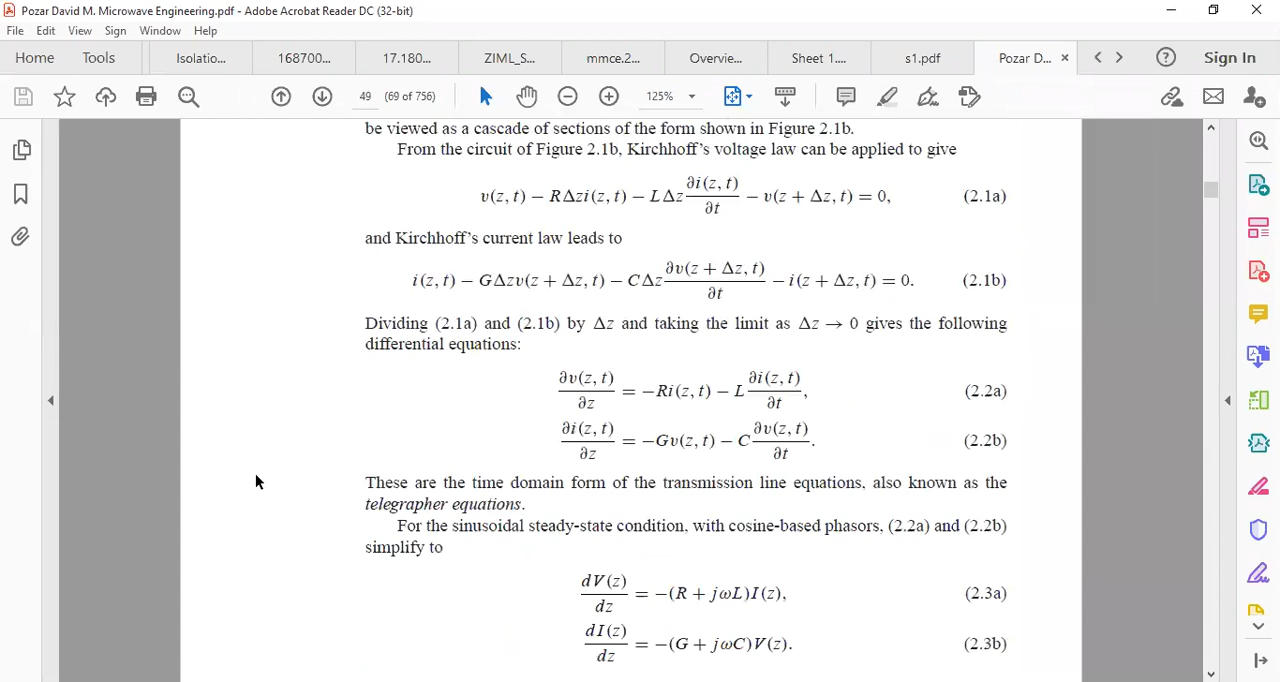 Pozar David M. Microwave Engineering.pdf - Adobe Acrobat Reader DC (32-bit)
File Edit View Sign Window Help
Home Tools Isolatio... 168700... 17.180... ZIML_S... mmce.2... Overvie... Sheet 1.... s1.pdf Pozar D... × Sign In
49 (69 of 756) 125%
be viewed as a cascade of sections of the form shown in Figure 2.1b.
From the circuit of Figure 2.1b, Kirchhoff's voltage law can be applied to give
v(z, t) − RΔzi(z, t) − LΔz ∂i(z, t)/∂t − v(z + Δz, t) = 0, (2.1a)
and Kirchhoff's current law leads to
i(z, t) − GΔzv(z + Δz, t) − CΔz ∂v(z + Δz, t)/∂t − i(z + Δz, t) = 0. (2.1b)
Dividing (2.1a) and (2.1b) by Δz and taking the limit as Δz → 0 gives the following
differential equations:
∂v(z, t)/∂z = −Ri(z, t) − L ∂i(z, t)/∂t, (2.2a)
∂i(z, t)/∂z = −Gv(z, t) − C ∂v(z, t)/∂t. (2.2b)
These are the time domain form of the transmission line equations, also known as the
telegrapher equations.
For the sinusoidal steady-state condition, with cosine-based phasors, (2.2a) and (2.2b)
simplify to
dV(z)/dz = −(R + jωL)I(z), (2.3a)
dI(z)/dz = −(G + jωC)V(z). (2.3b)